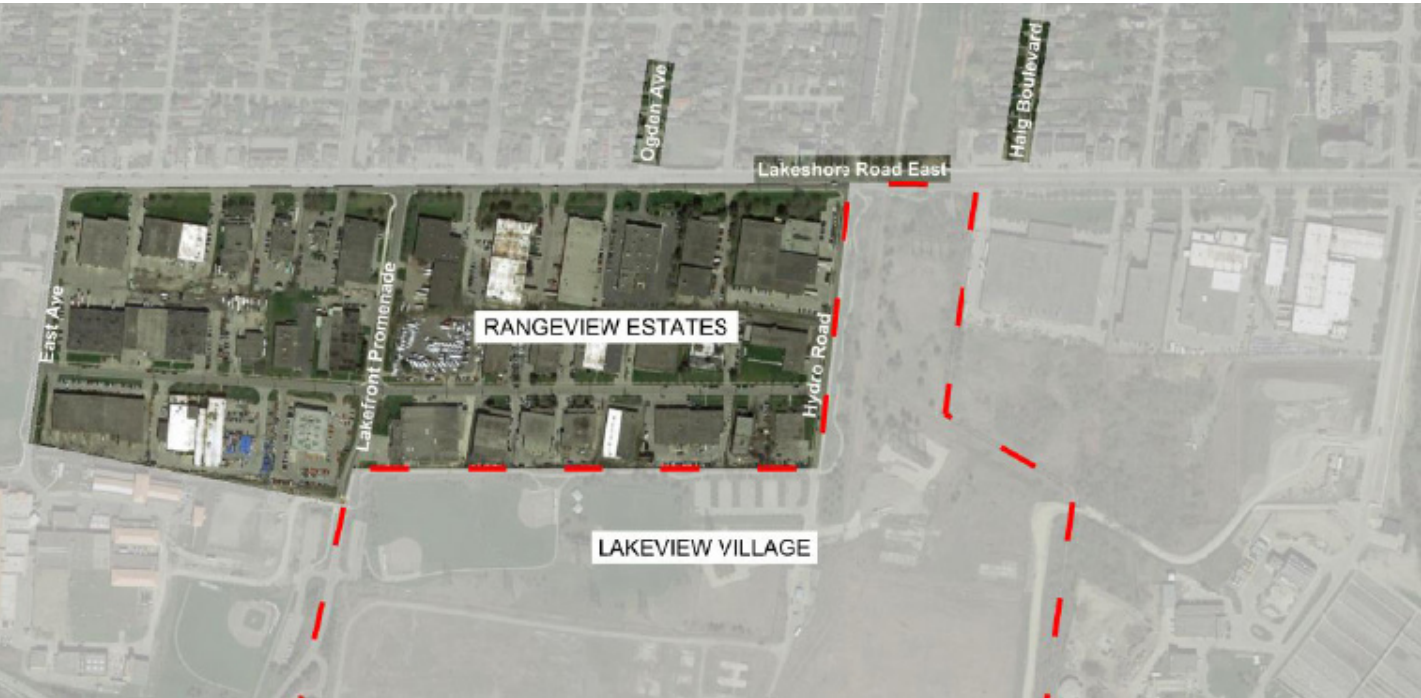 Ogden Ave
Haig Boulevard
Lakeshore Road East
East Ave
Lakefront Promenade
RANGEVIEW ESTATES
Hydro Road
LAKEVIEW VILLAGE